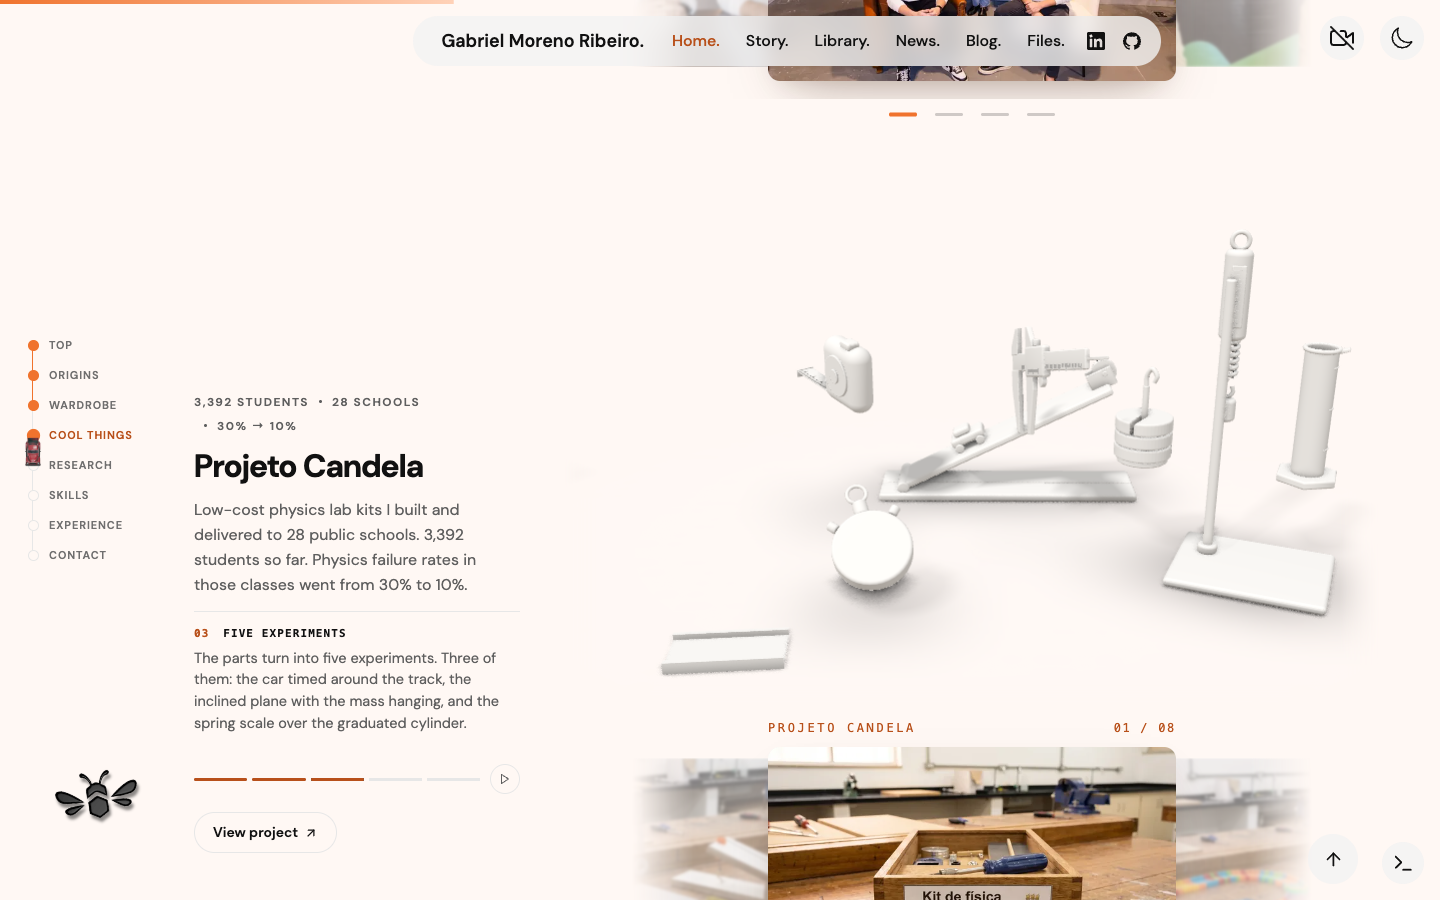 Gabriel Moreno Ribeiro.
Home.
Story.
Library.
News.
Blog.
Files.
TOP
ORIGINS
WARDROBE
COOL THINGS
RESEARCH
SKILLS
EXPERIENCE
CONTACT
3,392 STUDENTS • 28 SCHOOLS
• 30% → 10%
Projeto Candela
Low-cost physics lab kits I built and
delivered to 28 public schools. 3,392
students so far. Physics failure rates in
those classes went from 30% to 10%.
03 FIVE EXPERIMENTS
The parts turn into five experiments. Three of
them: the car timed around the track, the
inclined plane with the mass hanging, and the
spring scale over the graduated cylinder.
View project ↗
PROJETO CANDELA
01 / 08
Kit de física